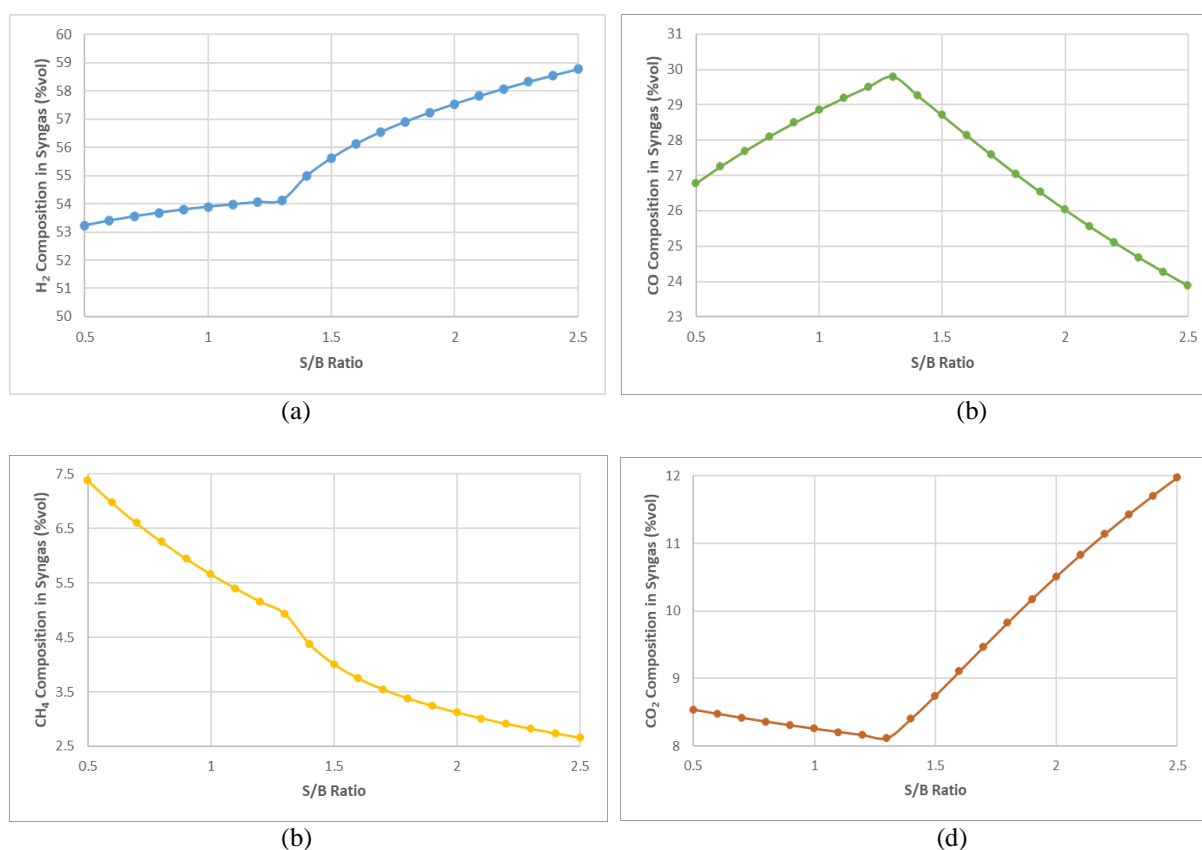 H₂ Composition in Syngas (%vol)
60
59
58
57
56
55
54
53
52
51
50
0.5 1 1.5 2 2.5
S/B Ratio
(a)
CO Composition in Syngas (%vol)
31
30
29
28
27
26
25
24
23
0.5 1 1.5 2 2.5
S/B Ratio
(b)
CH₄ Composition in Syngas (%vol)
7.5
6.5
5.5
4.5
3.5
2.5
0.5 1 1.5 2 2.5
S/B Ratio
(b)
CO₂ Composition in Syngas (%vol)
12
11
10
9
8
0.5 1 1.5 2 2.5
S/B Ratio
(d)